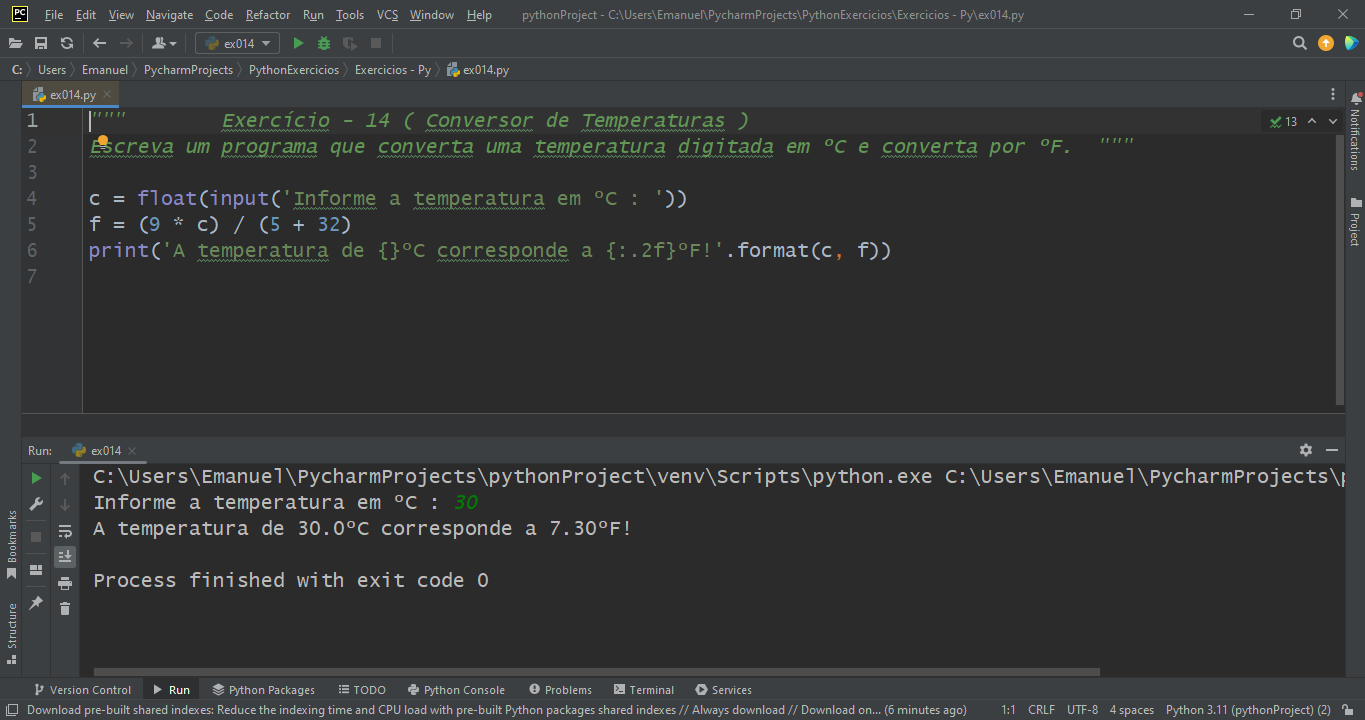 PC File Edit View Navigate Code Refactor Run Tools VCS Window Help pythonProject - C:\Users\Emanuel\PycharmProjects\PythonExercicios\Exercicios - Py\ex014.py
ex014
C: Users Emanuel PycharmProjects PythonExercicios Exercicios - Py ex014.py
ex014.py
1 """ Exercício - 14 ( Conversor de Temperaturas ) 13
2 Escreva um programa que converta uma temperatura digitada em ºC e converta por ºF. """
3
4 c = float(input('Informe a temperatura em ºC : '))
5 f = (9 * c) / (5 + 32)
6 print('A temperatura de {}ºC corresponde a {:.2f}ºF!'.format(c, f))
7
Notifications
Project
Run: ex014
C:\Users\Emanuel\PycharmProjects\pythonProject\venv\Scripts\python.exe C:\Users\Emanuel\PycharmProjects\p
Informe a temperatura em ºC : 30
A temperatura de 30.0ºC corresponde a 7.30ºF!
Process finished with exit code 0
Bookmarks
Structure
Version Control Run Python Packages TODO Python Console Problems Terminal Services
Download pre-built shared indexes: Reduce the indexing time and CPU load with pre-built Python packages shared indexes // Always download // Download on... (6 minutes ago) 1:1 CRLF UTF-8 4 spaces Python 3.11 (pythonProject) (2)